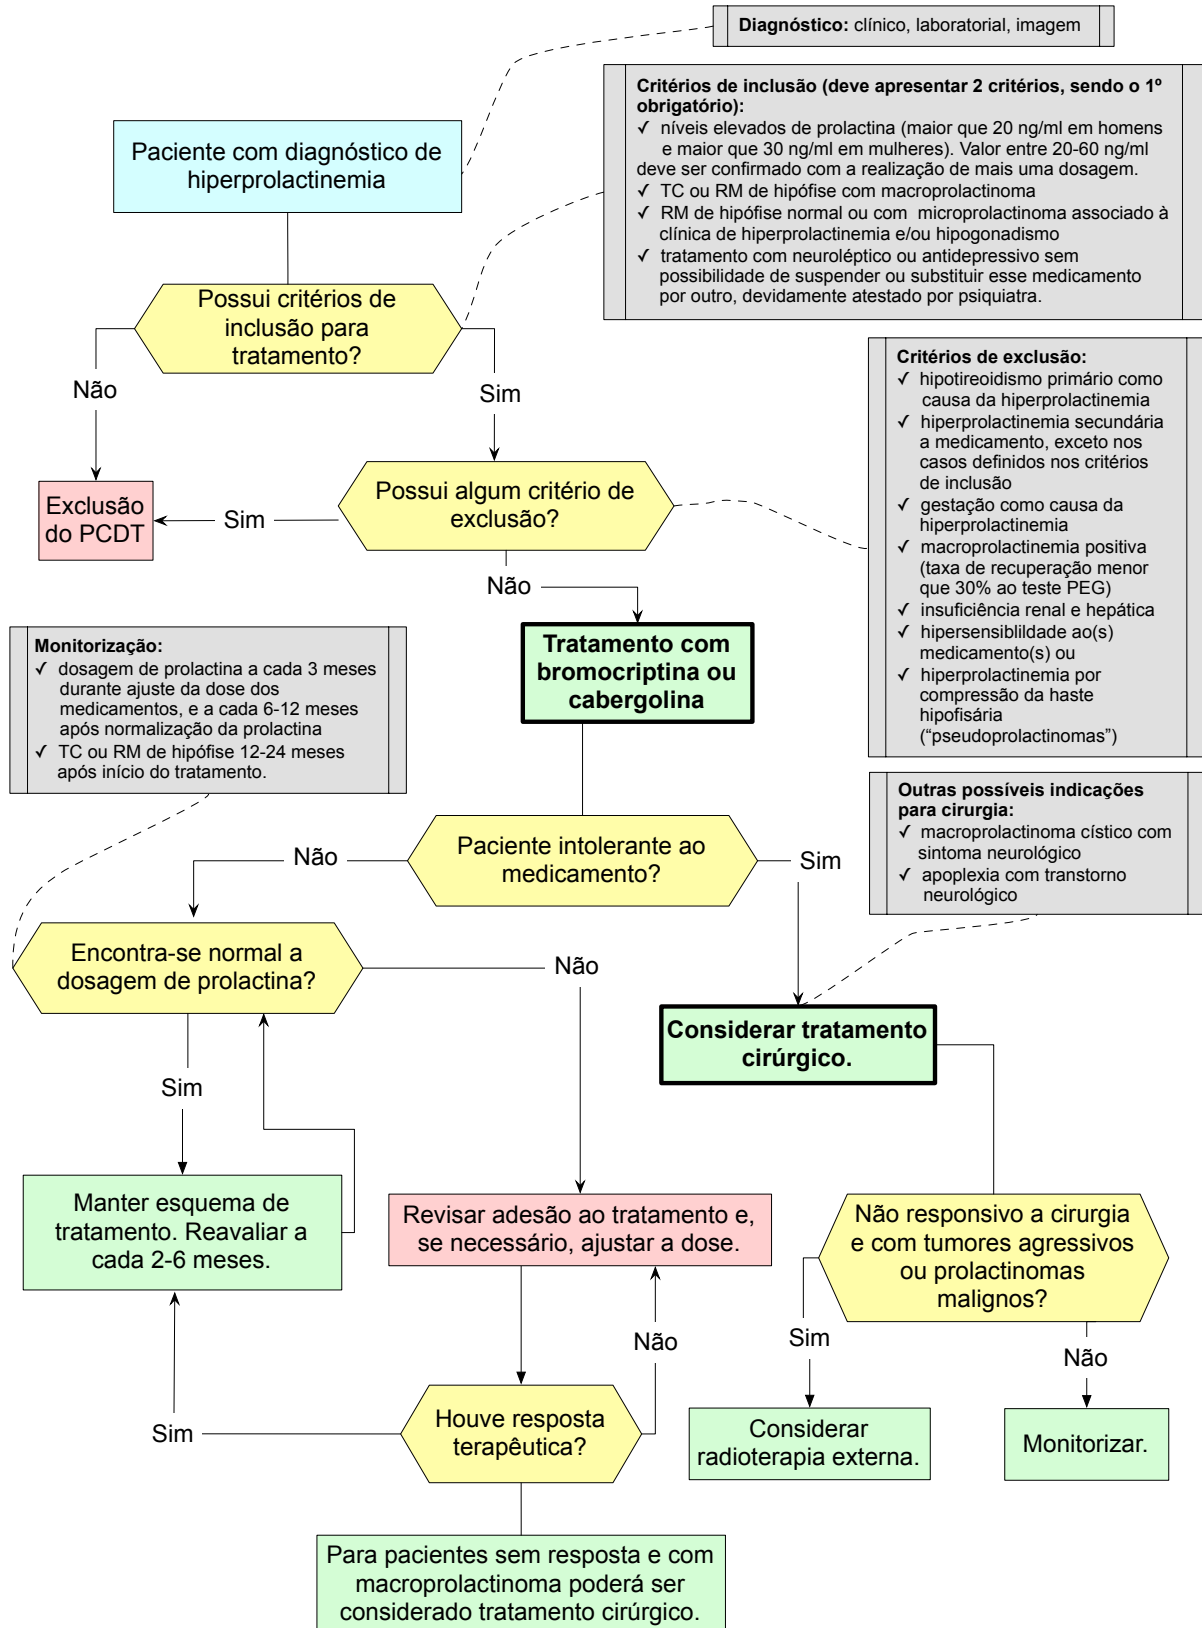 Diagnóstico: clínico, laboratorial, imagem
Critérios de inclusão (deve apresentar 2 critérios, sendo o 1º
obrigatório):
✓ níveis elevados de prolactina (maior que 20 ng/ml em homens
e maior que 30 ng/ml em mulheres). Valor entre 20-60 ng/ml
deve ser confirmado com a realização de mais uma dosagem.
✓ TC ou RM de hipófise com macroprolactinoma
✓ RM de hipófise normal ou com microprolactinoma associado à
clínica de hiperprolactinemia e/ou hipogonadismo
✓ tratamento com neuroléptico ou antidepressivo sem
possibilidade de suspender ou substituir esse medicamento
por outro, devidamente atestado por psiquiatra.
Paciente com diagnóstico de
hiperprolactinemia
Possui critérios de
inclusão para
tratamento?
Não
Sim
Critérios de exclusão:
✓ hipotireoidismo primário como
causa da hiperprolactinemia
✓ hiperprolactinemia secundária
a medicamento, exceto nos
casos definidos nos critérios
de inclusão
✓ gestação como causa da
hiperprolactinemia
✓ macroprolactinemia positiva
(taxa de recuperação menor
que 30% ao teste PEG)
✓ insuficiência renal e hepática
✓ hipersensiblildade ao(s)
medicamento(s) ou
✓ hiperprolactinemia por
compressão da haste
hipofisária
(“pseudoprolactinomas”)
Exclusão
do PCDT
Sim
Possui algum critério de
exclusão?
Não
Tratamento com
bromocriptina ou
cabergolina
Monitorização:
✓ dosagem de prolactina a cada 3 meses
durante ajuste da dose dos
medicamentos, e a cada 6-12 meses
após normalização da prolactina
✓ TC ou RM de hipófise 12-24 meses
após início do tratamento.
Outras possíveis indicações
para cirurgia:
✓ macroprolactinoma cístico com
sintoma neurológico
✓ apoplexia com transtorno
neurológico
Paciente intolerante ao
medicamento?
Não
Sim
Encontra-se normal a
dosagem de prolactina?
Não
Sim
Considerar tratamento
cirúrgico.
Manter esquema de
tratamento. Reavaliar a
cada 2-6 meses.
Revisar adesão ao tratamento e,
se necessário, ajustar a dose.
Não responsivo a cirurgia
e com tumores agressivos
ou prolactinomas
malignos?
Sim
Não
Não
Houve resposta
terapêutica?
Sim
Considerar
radioterapia externa.
Monitorizar.
Para pacientes sem resposta e com
macroprolactinoma poderá ser
considerado tratamento cirúrgico.